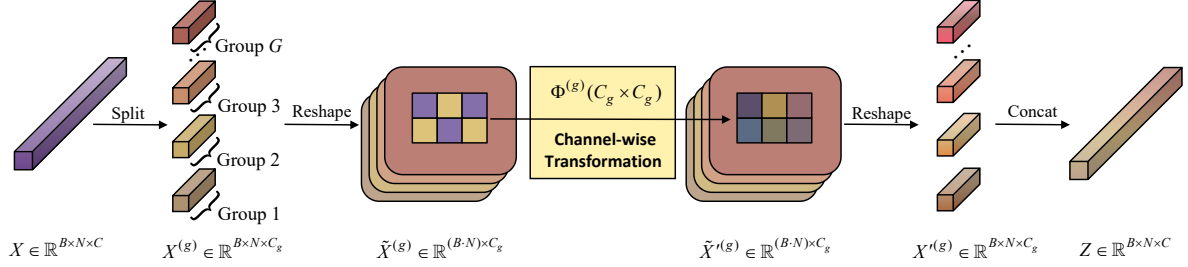 Group G
Group 3
Group 2
Group 1
Split
Reshape
Φ^{(g)}(C_g × C_g)
Channel-wise
Transformation
Reshape
Concat
X ∈ ℝ^{B×N×C}
X^{(g)} ∈ ℝ^{B×N×C_g}
X̃^{(g)} ∈ ℝ^{(B·N)×C_g}
X̃'^{(g)} ∈ ℝ^{(B·N)×C_g}
X'^{(g)} ∈ ℝ^{B×N×C_g}
Z ∈ ℝ^{B×N×C}